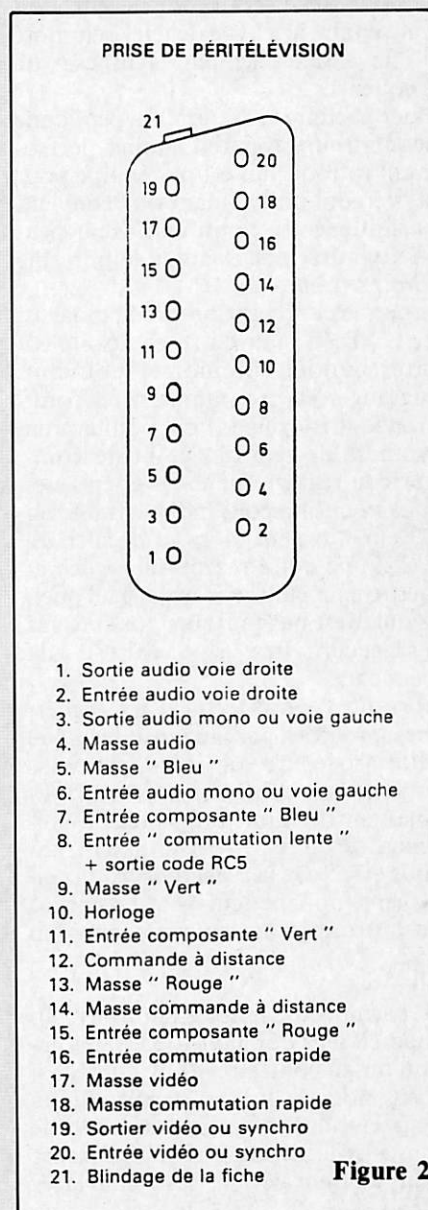 PRISE DE PÉRITÉLÉVISION
21
20
19
18
17
16
15
14
13
12
11
10
9
8
7
6
5
4
3
2
1
1. Sortie audio voie droite
2. Entrée audio voie droite
3. Sortie audio mono ou voie gauche
4. Masse audio
5. Masse " Bleu "
6. Entrée audio mono ou voie gauche
7. Entrée composante " Bleu "
8. Entrée " commutation lente "
+ sortie code RC5
9. Masse " Vert "
10. Horloge
11. Entrée composante " Vert "
12. Commande à distance
13. Masse " Rouge "
14. Masse commande à distance
15. Entrée composante " Rouge "
16. Entrée commutation rapide
17. Masse vidéo
18. Masse commutation rapide
19. Sortier vidéo ou synchro
20. Entrée vidéo ou synchro
21. Blindage de la fiche
Figure 2